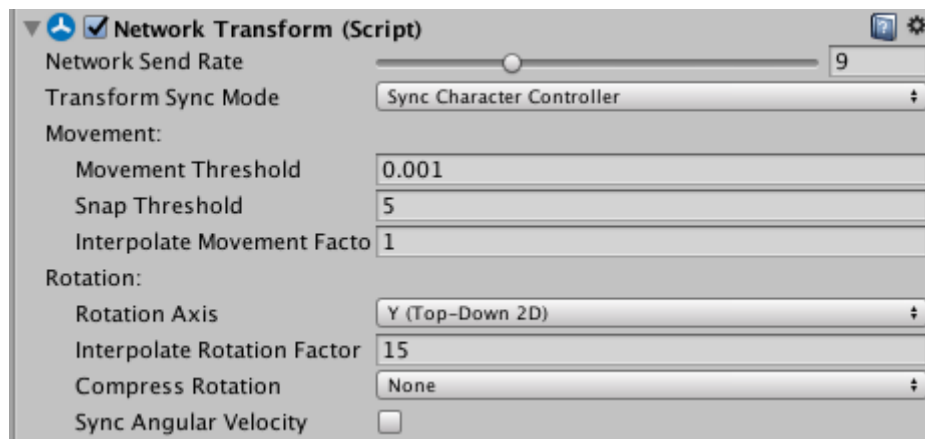 Network Transform (Script)
Network Send Rate 9
Transform Sync Mode Sync Character Controller
Movement:
Movement Threshold 0.001
Snap Threshold 5
Interpolate Movement Facto 1
Rotation:
Rotation Axis Y (Top-Down 2D)
Interpolate Rotation Factor 15
Compress Rotation None
Sync Angular Velocity